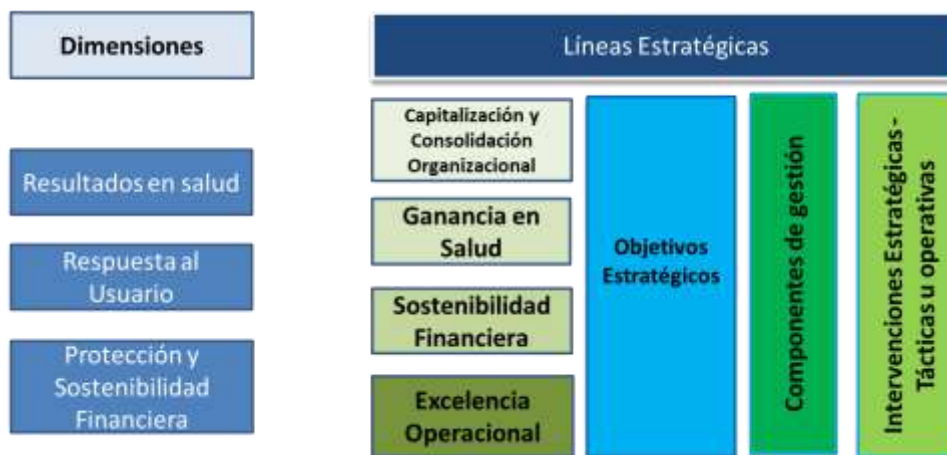 Dimensiones
Resultados en salud
Respuesta al
Usuario
Protección y
Sostenibilidad
Financiera
Líneas Estratégicas
Capitalización y
Consolidación
Organizacional
Ganancia en
Salud
Sostenibilidad
Financiera
Excelencia
Operacional
Objetivos
Estratégicos
Componentes de gestión
Intervenciones Estratégicas -
Tácticas u operativas